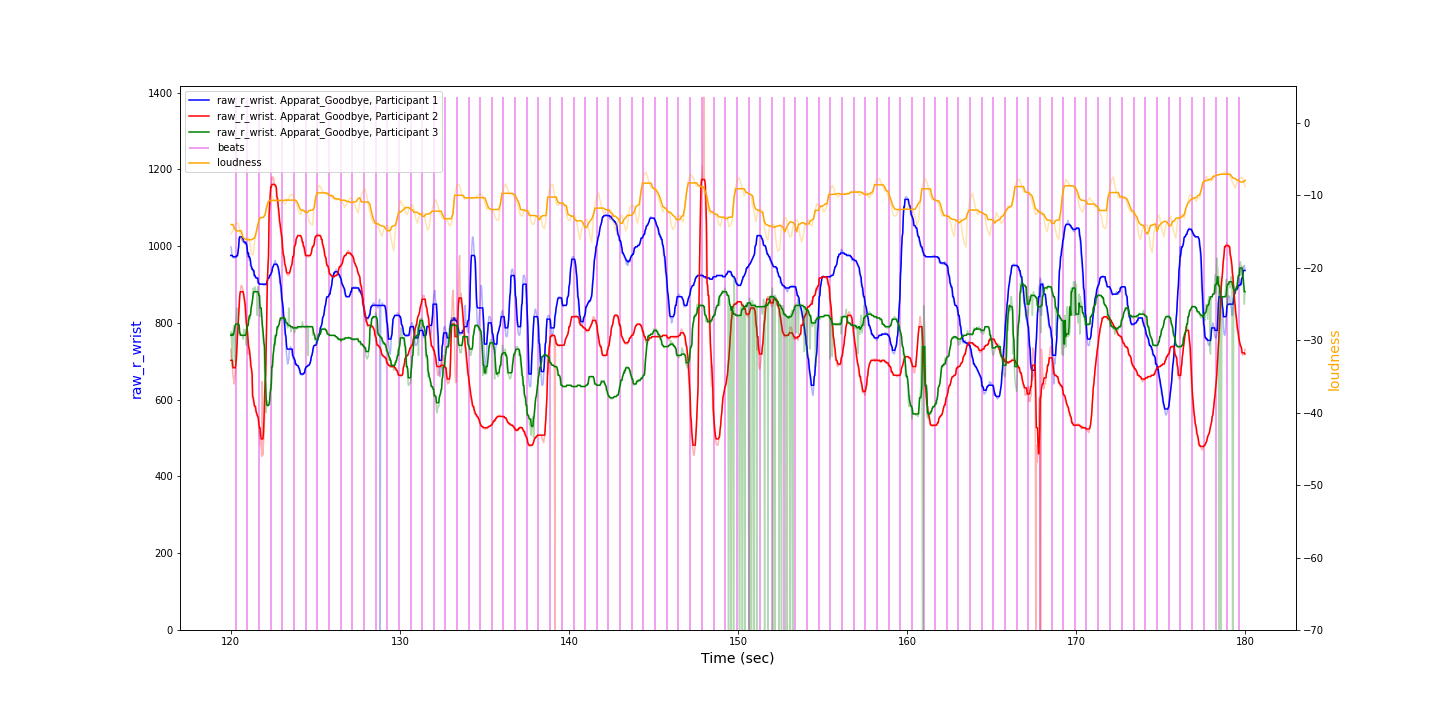 1400
1200
1000
800
600
400
200
0
raw_r_wrist
raw_r_wrist. Apparat_Goodbye, Participant 1
raw_r_wrist. Apparat_Goodbye, Participant 2
raw_r_wrist. Apparat_Goodbye, Participant 3
beats
loudness
0
−10
−20
−30
−40
−50
−60
−70
loudness
120 130 140 150 160 170 180
Time (sec)